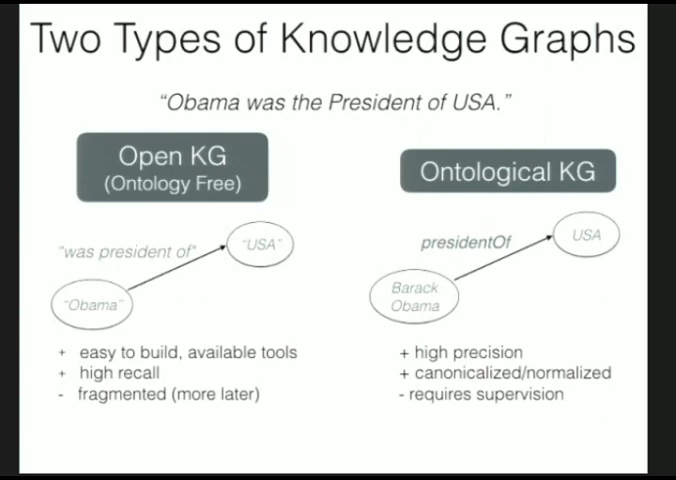 Two Types of Knowledge Graphs
“Obama was the President of USA.”
Open KG
(Ontology Free)
"was president of"
"USA"
"Obama"
+ easy to build, available tools
+ high recall
- fragmented (more later)
Ontological KG
presidentOf
USA
Barack
Obama
+ high precision
+ canonicalized/normalized
- requires supervision